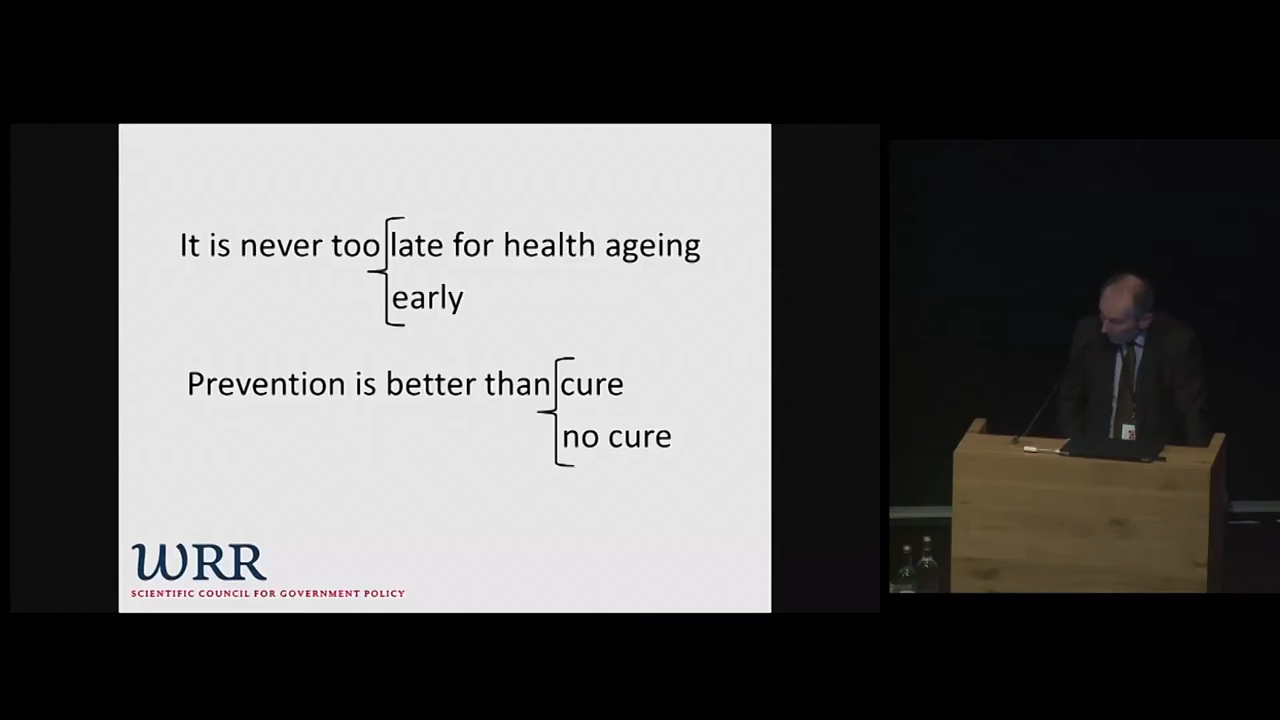 It is never too late for health ageing
early
Prevention is better than cure
no cure
WRR
SCIENTIFIC COUNCIL FOR GOVERNMENT POLICY